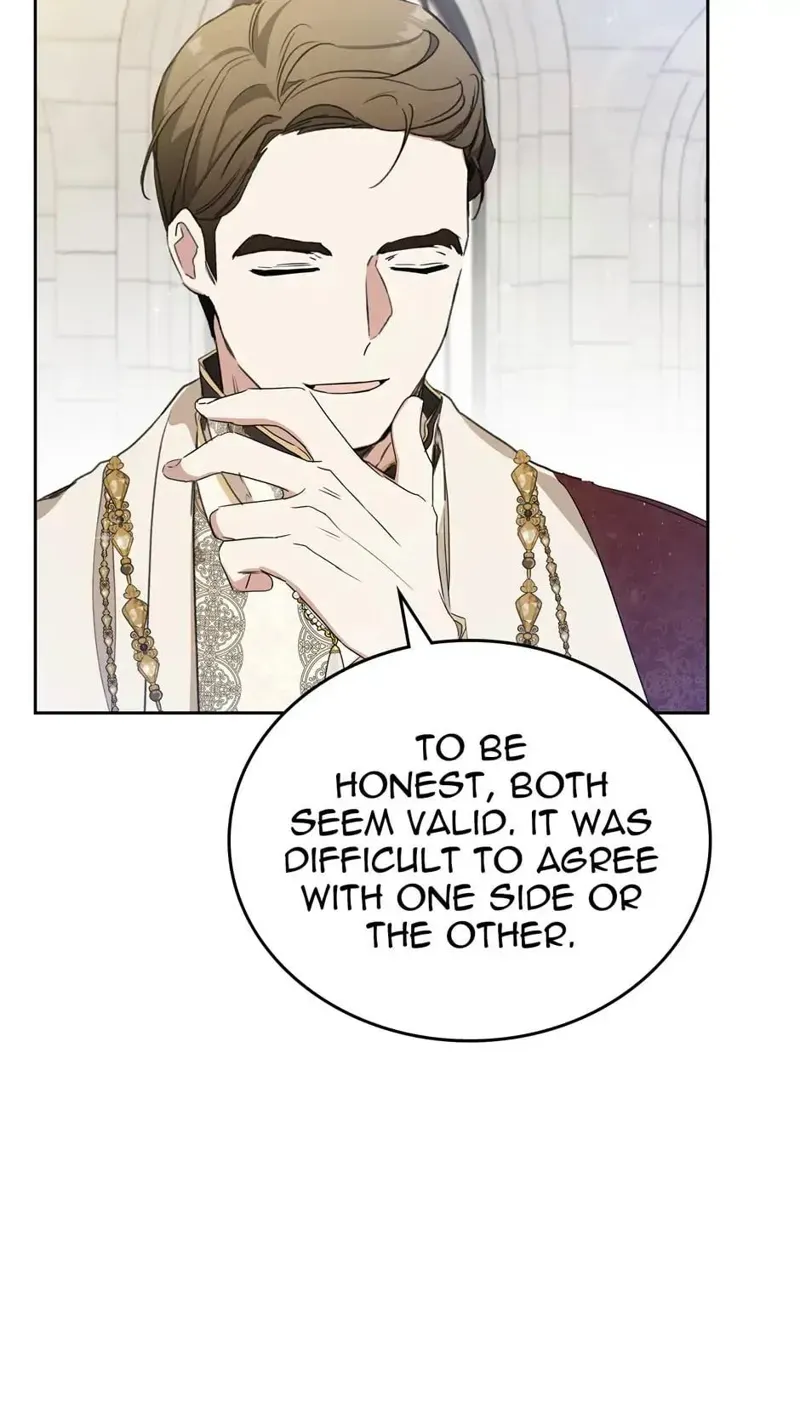 TO BE
HONEST, BOTH
SEEM VALID. IT WAS
DIFFICULT TO AGREE
WITH ONE SIDE OR
THE OTHER.